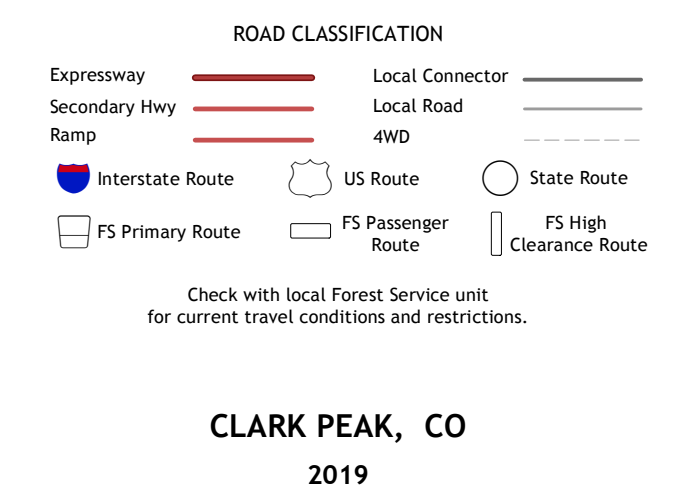 ROAD CLASSIFICATION
Expressway
Local Connector
Secondary Hwy
Local Road
Ramp
4WD
Interstate Route
US Route
State Route
FS Primary Route
FS Passenger
Route
FS High
Clearance Route
Check with local Forest Service unit
for current travel conditions and restrictions.
CLARK PEAK, CO
2019